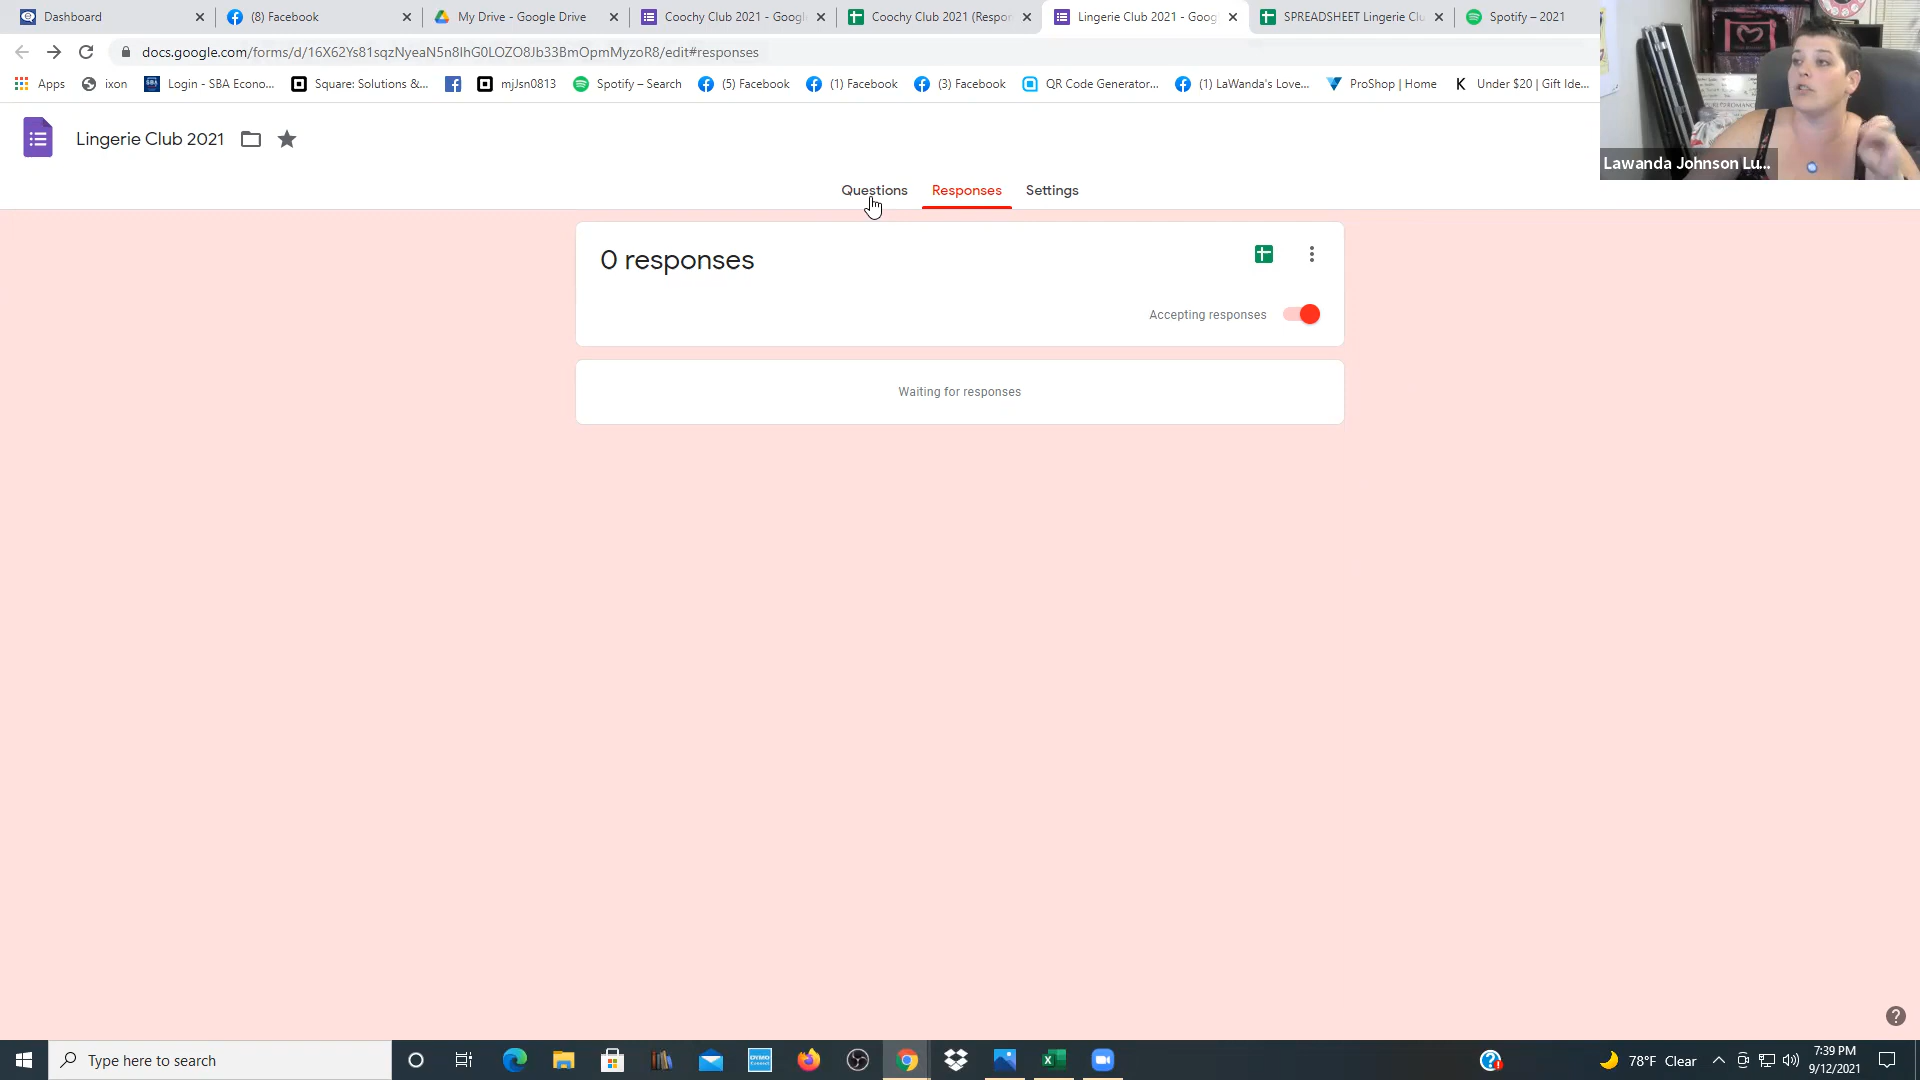 Dashboard
(8) Facebook
My Drive - Google Drive
Coochy Club 2021 - Googl
Coochy Club 2021 (Respon
Lingerie Club 2021 - Goog
SPREADSHEET Lingerie Clu
Spotify – 2021
docs.google.com/forms/d/16X62Ys81sqzNyeaN5n8lhG0LOZO8Jb33BmOpmMyzoR8/edit#responses
Apps
ixon
Login - SBA Econo...
Square: Solutions &...
mjJsn0813
Spotify – Search
(5) Facebook
(1) Facebook
(3) Facebook
QR Code Generator...
(1) LaWanda's Love...
ProShop | Home
K
Under $20 | Gift Ide...
Lawanda Johnson Lu...
Lingerie Club 2021
Questions
Responses
Settings
0 responses
Accepting responses
Waiting for responses
Type here to search
78°F Clear
7:39 PM
9/12/2021